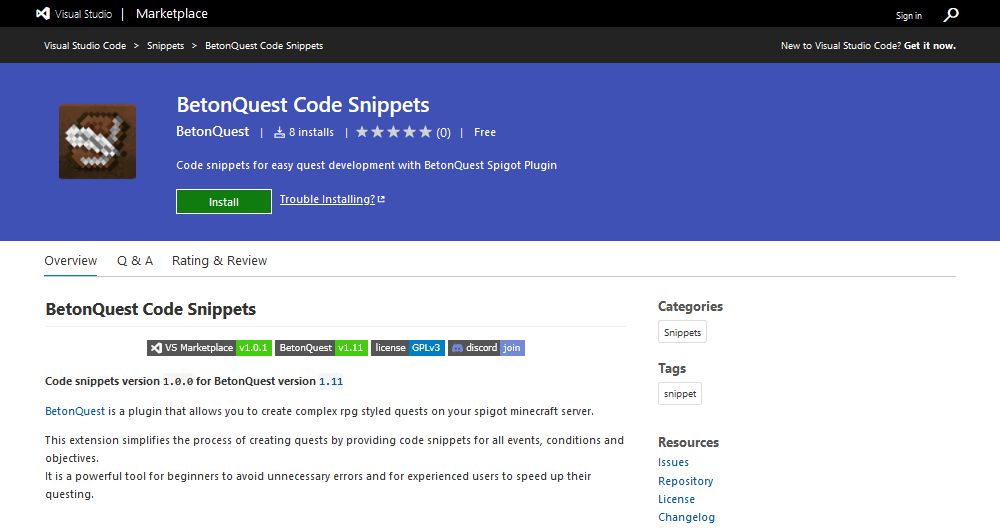 Visual Studio | Marketplace
Sign in
Visual Studio Code > Snippets > BetonQuest Code Snippets
New to Visual Studio Code? Get it now.
BetonQuest Code Snippets
BetonQuest | 8 installs | (0) | Free
Code snippets for easy quest development with BetonQuest Spigot Plugin
Install
Trouble Installing?
Overview
Q & A
Rating & Review
BetonQuest Code Snippets
VS Marketplace v1.0.1
BetonQuest v1.11
license GPLv3
discord join
Code snippets version 1.0.0 for BetonQuest version 1.11
BetonQuest is a plugin that allows you to create complex rpg styled quests on your spigot minecraft server.
This extension simplifies the process of creating quests by providing code snippets for all events, conditions and
objectives.
It is a powerful tool for beginners to avoid unnecessary errors and for experienced users to speed up their
questing.
Categories
Snippets
Tags
snippet
Resources
Issues
Repository
License
Changelog